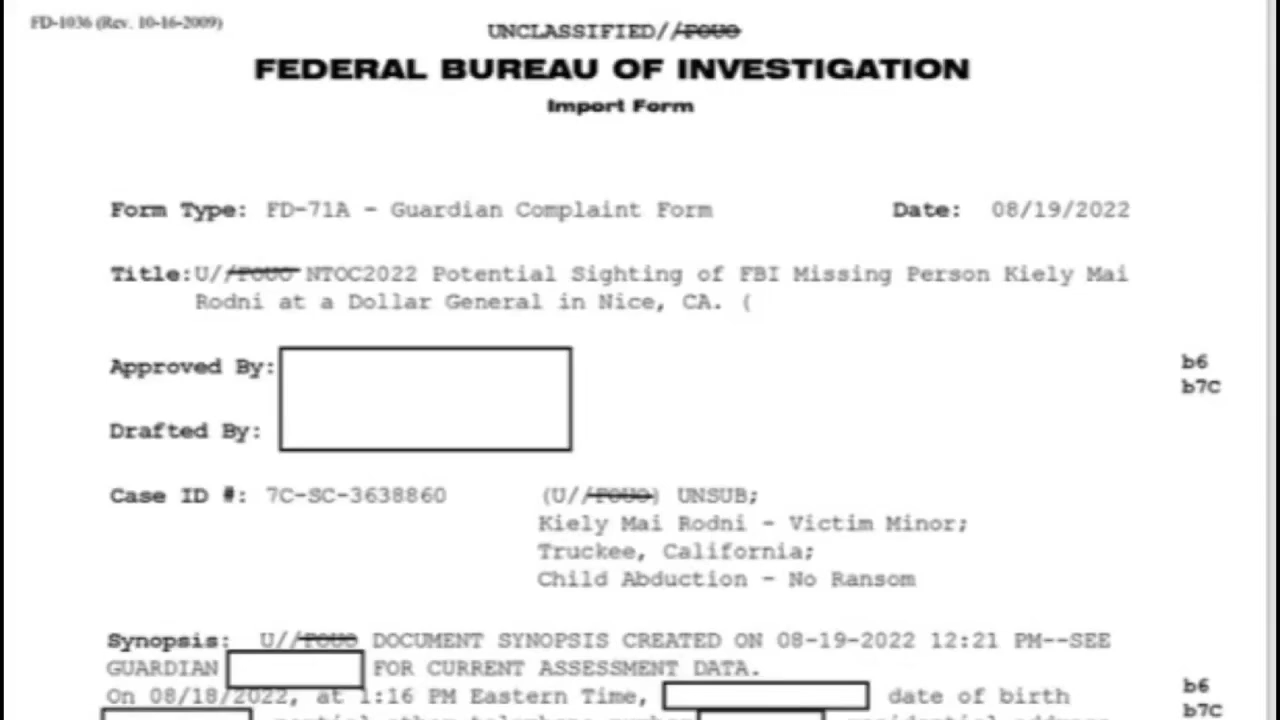 FD-1036 (Rev. 10-16-2009)
UNCLASSIFIED//FOUO
FEDERAL BUREAU OF INVESTIGATION
Import Form
Form Type: FD-71A - Guardian Complaint Form Date: 08/19/2022
Title: U//FOUO NTOC2022 Potential Sighting of FBI Missing Person Kiely Mai
Rodni at a Dollar General in Nice, CA. (
Approved By:
b6
b7C
Drafted By:
Case ID #: 7C-SC-3638860 (U//FOUO) UNSUB;
Kiely Mai Rodni - Victim Minor;
Truckee, California;
Child Abduction - No Ransom
Synopsis: U//FOUO DOCUMENT SYNOPSIS CREATED ON 08-19-2022 12:21 PM--SEE
GUARDIAN FOR CURRENT ASSESSMENT DATA.
On 08/18/2022, at 1:16 PM Eastern Time, date of birth
b6
b7C